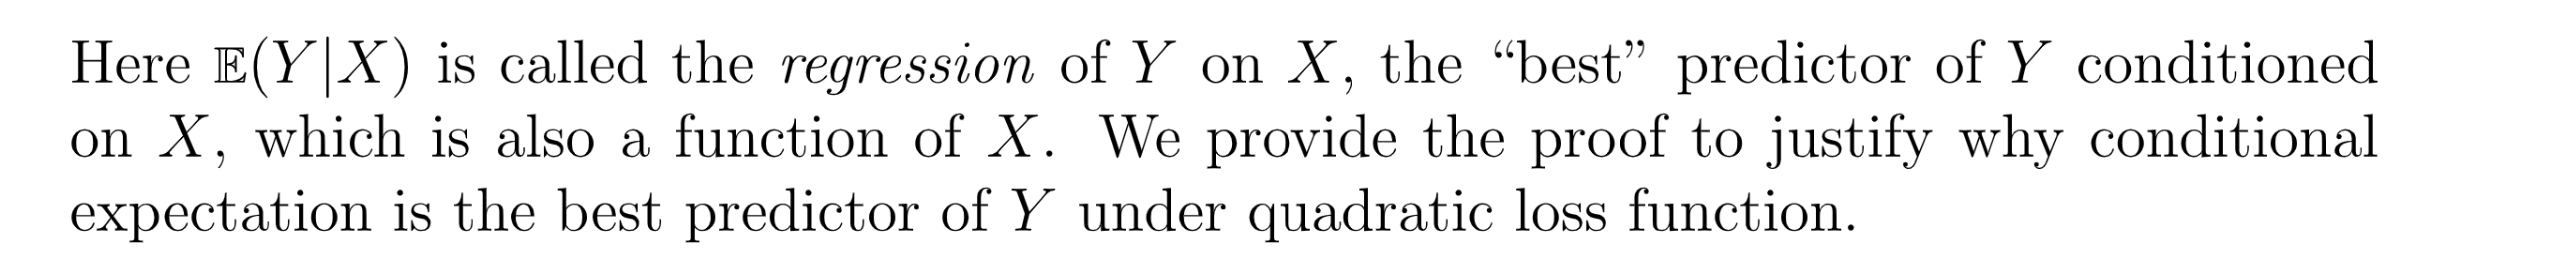 Here 𝔼(Y|X) is called the regression of Y on X, the “best” predictor of Y conditioned
on X, which is also a function of X. We provide the proof to justify why conditional
expectation is the best predictor of Y under quadratic loss function.